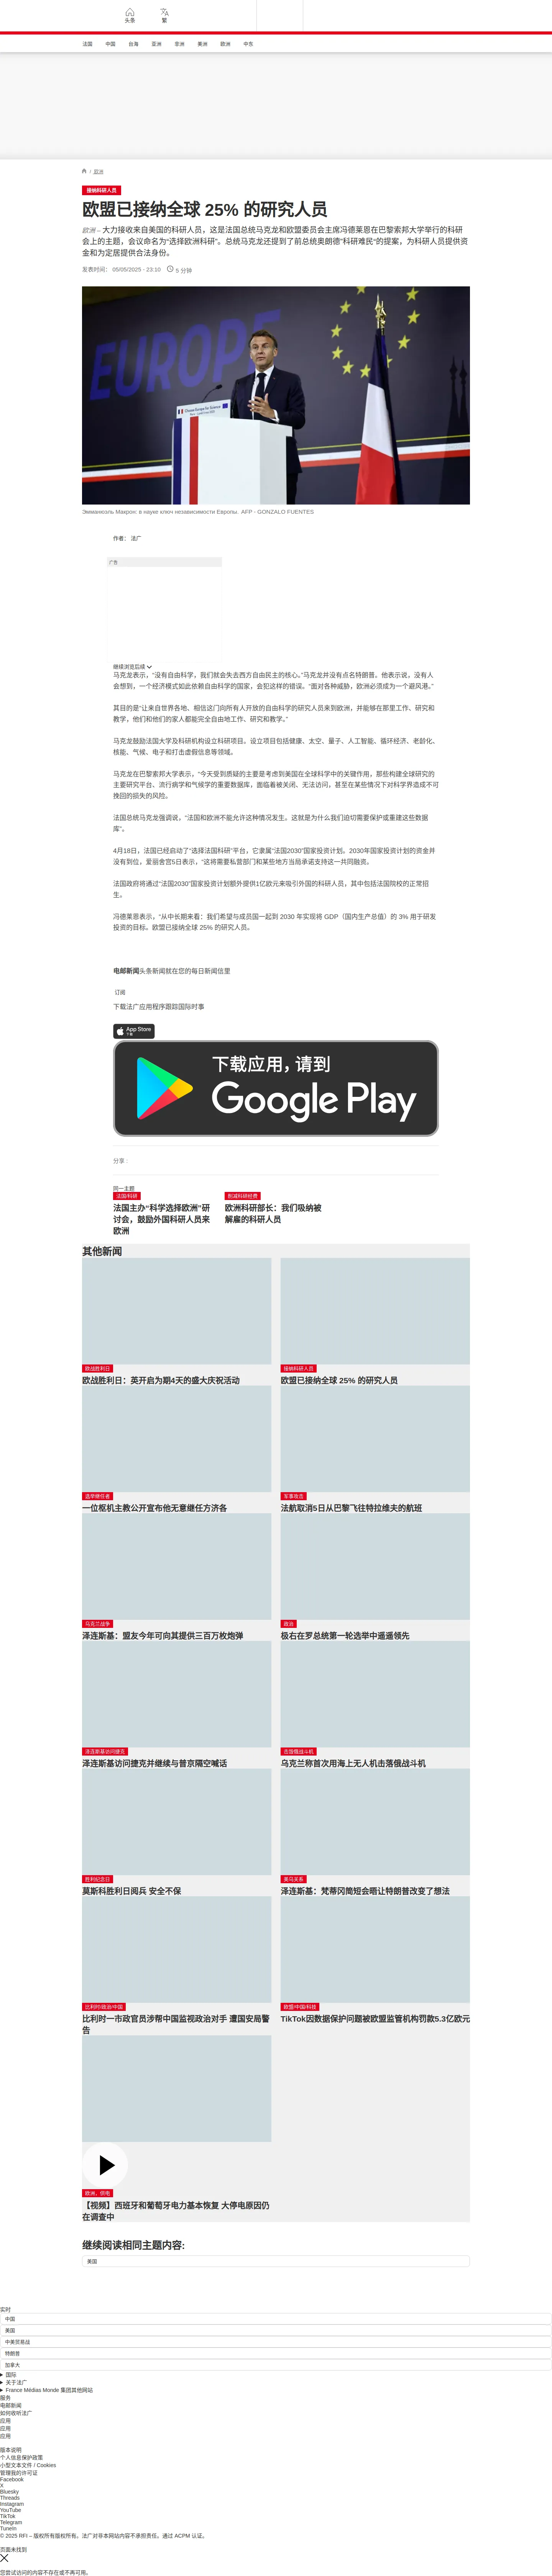 头条
繁
法国
中国
台海
亚洲
非洲
美洲
欧洲
中东
欧洲
接纳科研人员
欧盟已接纳全球 25% 的研究人员
欧洲 – 大力接收来自美国的科研人员，这是法国总统马克龙和欧盟委员会主席冯德莱恩在巴黎索邦大学举行的科研
会上的主题，会议命名为“选择欧洲科研”。总统马克龙还提到了前总统奥朗德“科研难民”的提案，为科研人员提供资
金和为定居提供合法身份。
发表时间： 05/05/2025 - 23:10
5 分钟
EUROPE
Choose Europe For Science
Эммануэль Макрон: в науке ключ независимости Европы. AFP - GONZALO FUENTES
作者： 法广
广告
继续浏览后续
马克龙表示，“没有自由科学，我们就会失去西方自由民主的核心。”马克龙并没有点名特朗普，他表示说，没有人
会想到，一个经济模式如此依赖自由科学的国家，会犯这样的错误。“面对各种威胁，欧洲必须成为一个避风港。”
其目的是“让来自世界各地、相信这门向所有人开放的自由科学的研究人员来到欧洲，并能够在那里工作、研究和
教学，他们和他们的家人都能完全自由地工作、研究和教学。”
马克龙鼓励法国大学及科研机构设立科研项目。设立项目包括健康、太空、量子、人工智能、循环经济、老龄化、
核能、气候、电子和打击虚假信息等领域。
马克龙在巴黎索邦大学表示，“今天受到质疑的主要是考虑到美国在全球科学中的关键作用，那些构建全球研究的
主要研究平台、流行病学和气候学的重要数据库，面临着被关闭、无法访问，甚至在某些情况下对科学界造成不可
挽回的损失的风险。
法国总统马克龙强调说，“法国和欧洲不能允许这种情况发生。这就是为什么我们迫切需要保护或重建这些数据
库”。
4月18日，法国已经启动了“选择法国科研”平台，它隶属“法国2030”国家投资计划。2030年国家投资计划的资金并
没有到位，爱丽舍宫5日表示，“这将需要私营部门和某些地方当局承诺支持这一共同融资。
法国政府将通过“法国2030”国家投资计划额外提供1亿欧元来吸引外国的科研人员，其中包括法国院校的正常招
生。
冯德莱恩表示，“从中长期来看：我们希望与成员国一起到 2030 年实现将 GDP（国内生产总值）的 3% 用于研发
投资的目标。欧盟已接纳全球 25% 的研究人员。
电邮新闻头条新闻就在您的每日新闻信里
订阅
下载法广应用程序跟踪国际时事
App Store
下载
下载应用，请到
Google Play
分享 :
同一主题
法国/科研
法国主办“科学选择欧洲”研
讨会，鼓励外国科研人员来
欧洲
削减科研经费
欧洲科研部长：我们吸纳被
解雇的科研人员
其他新闻
欧战胜利日
欧战胜利日：英开启为期4天的盛大庆祝活动
接纳科研人员
欧盟已接纳全球 25% 的研究人员
选举继任者
一位枢机主教公开宣布他无意继任方济各
军事攻击
法航取消5日从巴黎飞往特拉维夫的航班
乌克兰战争
泽连斯基：盟友今年可向其提供三百万枚炮弹
政治
极右在罗总统第一轮选举中遥遥领先
泽连斯基访问捷克
泽连斯基访问捷克并继续与普京隔空喊话
击毁俄战斗机
乌克兰称首次用海上无人机击落俄战斗机
胜利纪念日
莫斯科胜利日阅兵 安全不保
美乌关系
泽连斯基：梵蒂冈简短会晤让特朗普改变了想法
比利时/政治/中国
比利时一市政官员涉帮中国监视政治对手 遭国安局警
告
欧盟/中国/科技
TikTok因数据保护问题被欧盟监管机构罚款5.3亿欧元
欧洲，供电
【视频】西班牙和葡萄牙电力基本恢复 大停电原因仍
在调查中
继续阅读相同主题内容:
美国
实时
中国
美国
中美贸易战
特朗普
加拿大
国际
关于法广
France Médias Monde 集团其他网站
服务
电邮新闻
如何收听法广
应用
应用
应用
版本说明
个人信息保护政策
小型文本文件 / Cookies
管理我的许可证
Facebook
X
Bluesky
Threads
Instagram
YouTube
TikTok
Telegram
TuneIn
© 2025 RFI – 版权所有版权所有。法广对非本网站内容不承担责任。通过 ACPM 认证。
页面未找到
您尝试访问的内容不存在或不再可用。